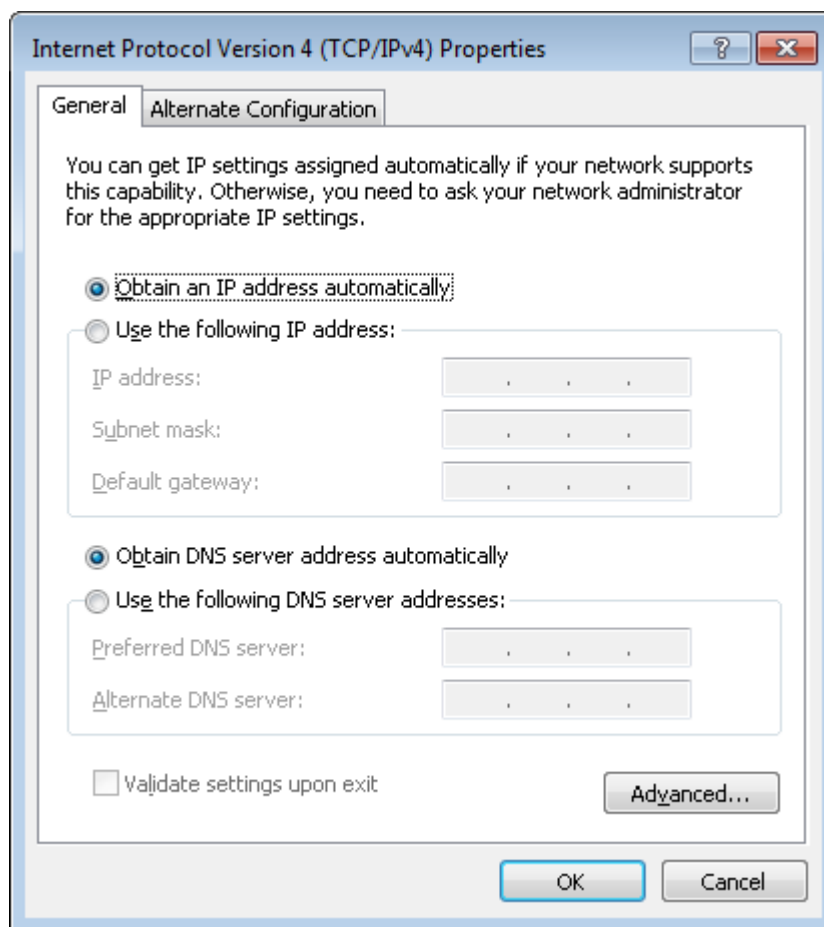 Internet Protocol Version 4 (TCP/IPv4) Properties
General
Alternate Configuration
You can get IP settings assigned automatically if your network supports
this capability. Otherwise, you need to ask your network administrator
for the appropriate IP settings.
Obtain an IP address automatically
Use the following IP address:
IP address:
Subnet mask:
Default gateway:
Obtain DNS server address automatically
Use the following DNS server addresses:
Preferred DNS server:
Alternate DNS server:
Validate settings upon exit
Advanced...
OK
Cancel